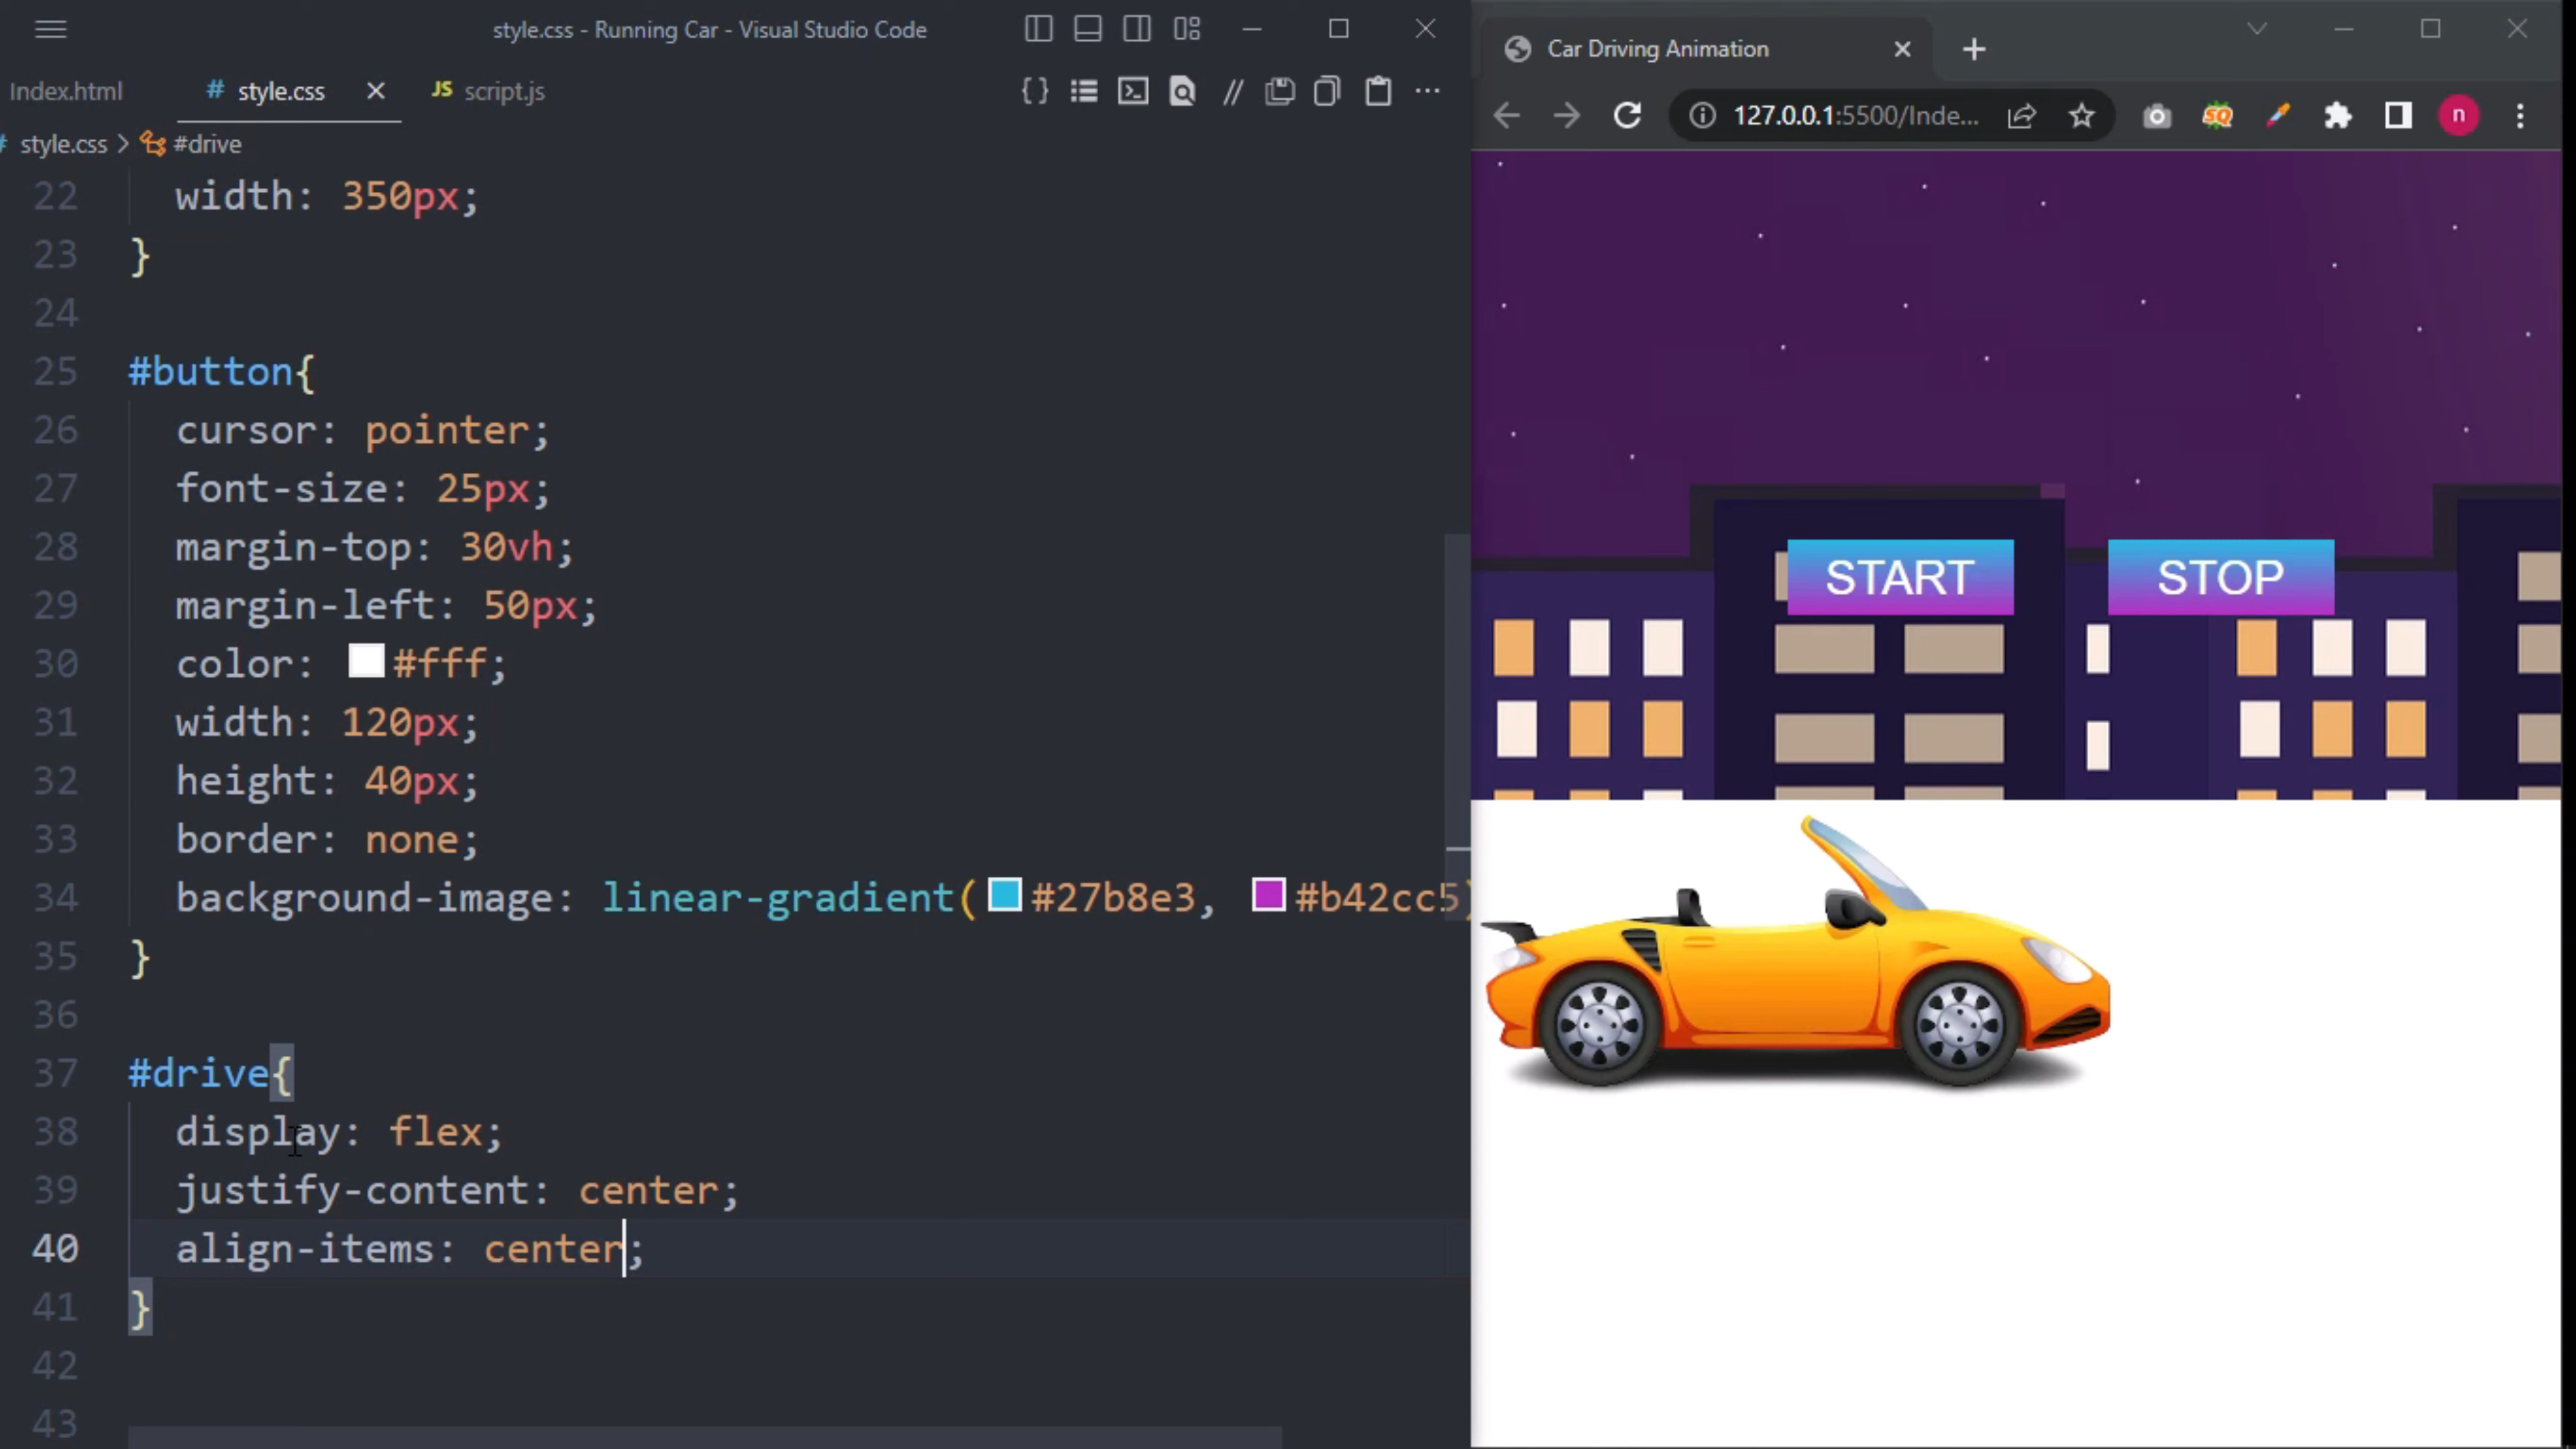 style.css - Running Car - Visual Studio Code
Index.html
# style.css
JS script.js
{ } // ...
# style.css > #drive
22 width: 350px;
23 }
24
25 #button{
26 cursor: pointer;
27 font-size: 25px;
28 margin-top: 30vh;
29 margin-left: 50px;
30 color: #fff;
31 width: 120px;
32 height: 40px;
33 border: none;
34 background-image: linear-gradient( #27b8e3, #b42cc5)
35 }
36
37 #drive{
38 display: flex;
39 justify-content: center;
40 align-items: center;
41 }
42
43
Car Driving Animation
127.0.0.1:5500/Inde...
SQ
n
START
STOP